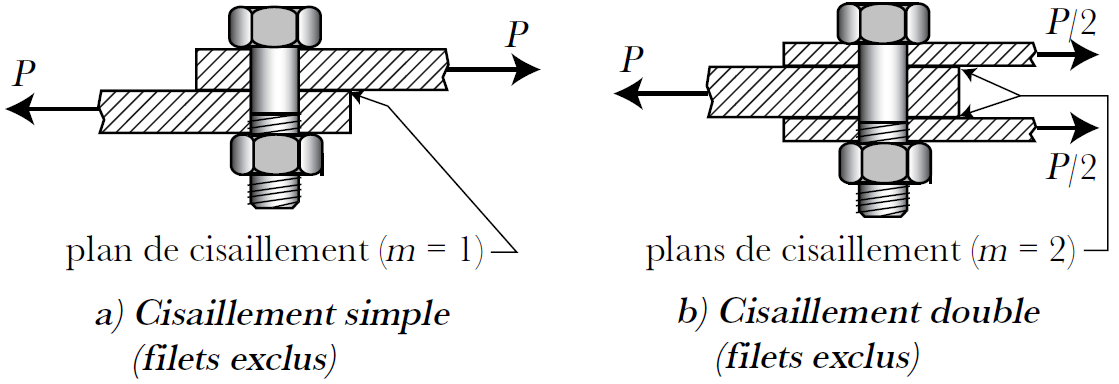 P
P
plan de cisaillement (m = 1)
a) Cisaillement simple
(filets exclus)
P
P/2
P/2
plans de cisaillement (m = 2)
b) Cisaillement double
(filets exclus)